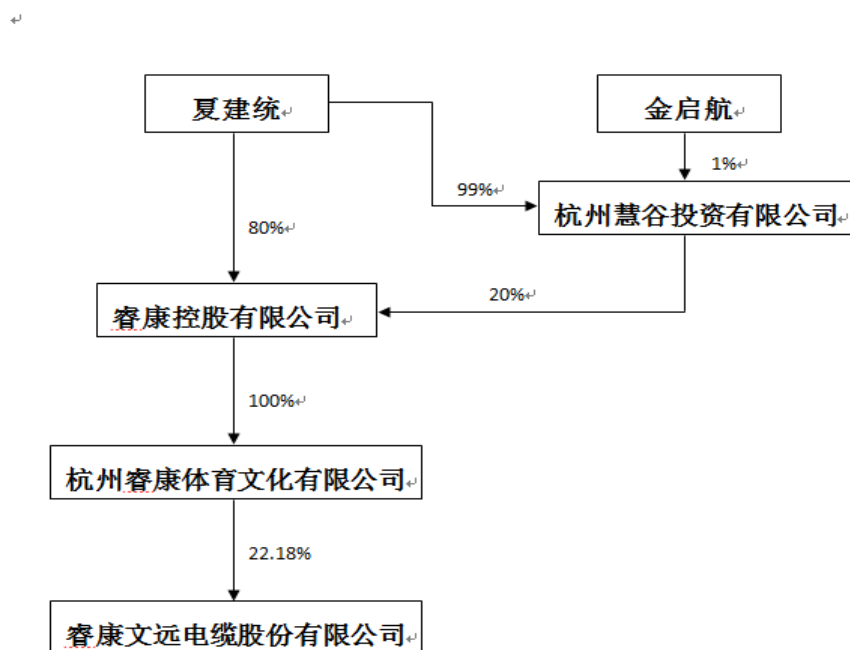 夏建统
金启航
1%
99%
杭州慧谷投资有限公司
80%
20%
睿康控股有限公司
100%
杭州睿康体育文化有限公司
22.18%
睿康文远电缆股份有限公司